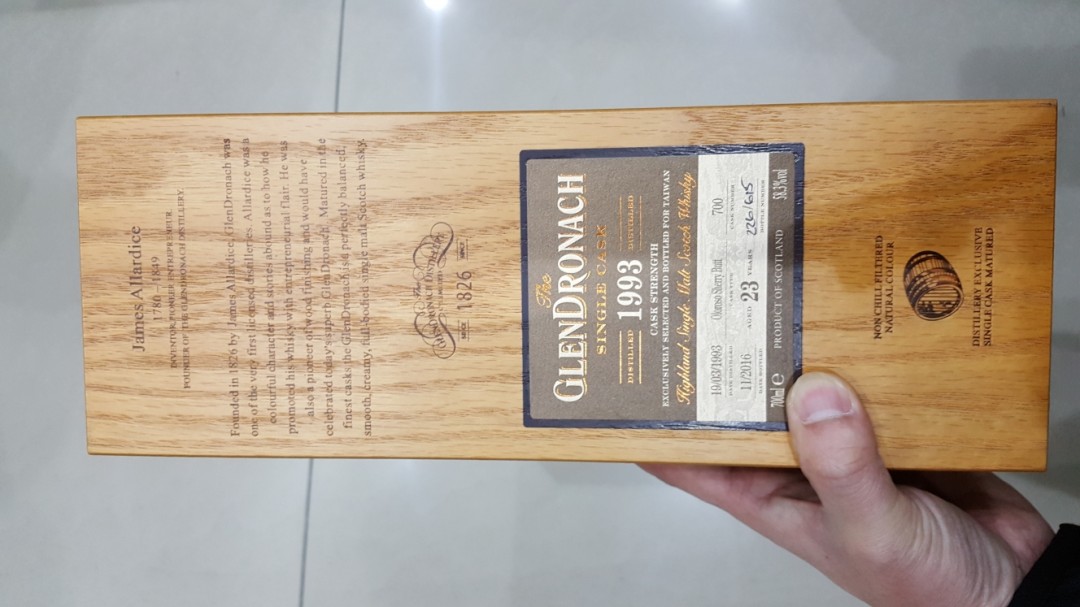 James Allardice
1780 – 1849
FOUNDER OF THE GLENDRONACH DISTILLERY
Founded in 1826 by James Allardice, GlenDronach was
one of the very first licenced distilleries. Allardice was a
colourful character and stories abound as to how he
promoted his whisky with entrepreneurial flair. He was
also a pioneer of wood finishing and would have
celebrated today's superb GlenDronach. Matured in the
finest casks, the GlenDronach is a perfectly balanced,
smooth, creamy, full-bodied single malt Scotch whisky.
1826
The
GLENDRONACH
SINGLE CASK
DISTILLED 1993 DISTILLED
CASK STRENGTH
EXCLUSIVELY SELECTED AND BOTTLED FOR TAIWAN
Highland Single Malt Scotch Whisky
19/03/1993 Oloroso Sherry Butt 700
DATE DISTILLED CASK TYPE CASK NUMBER
11/2016 AGED 23 YEARS 226/615
DATE BOTTLED BOTTLE NUMBER
700ml e PRODUCT OF SCOTLAND 58.3%vol
NON CHILL FILTERED
NATURAL COLOUR
DISTILLERY EXCLUSIVE
SINGLE CASK MATURED